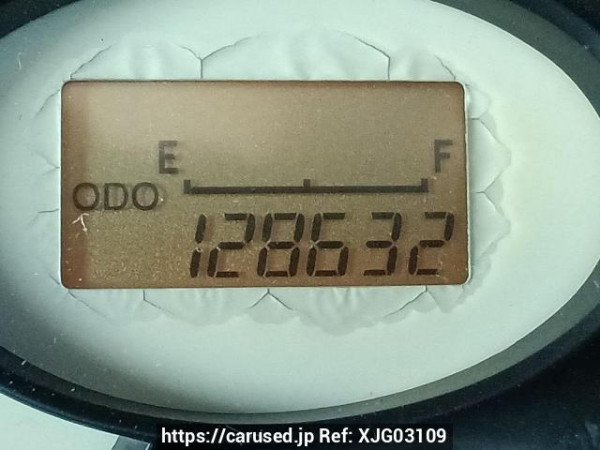 E F
ODO
128632
https://carused.jp Ref: XJG03109